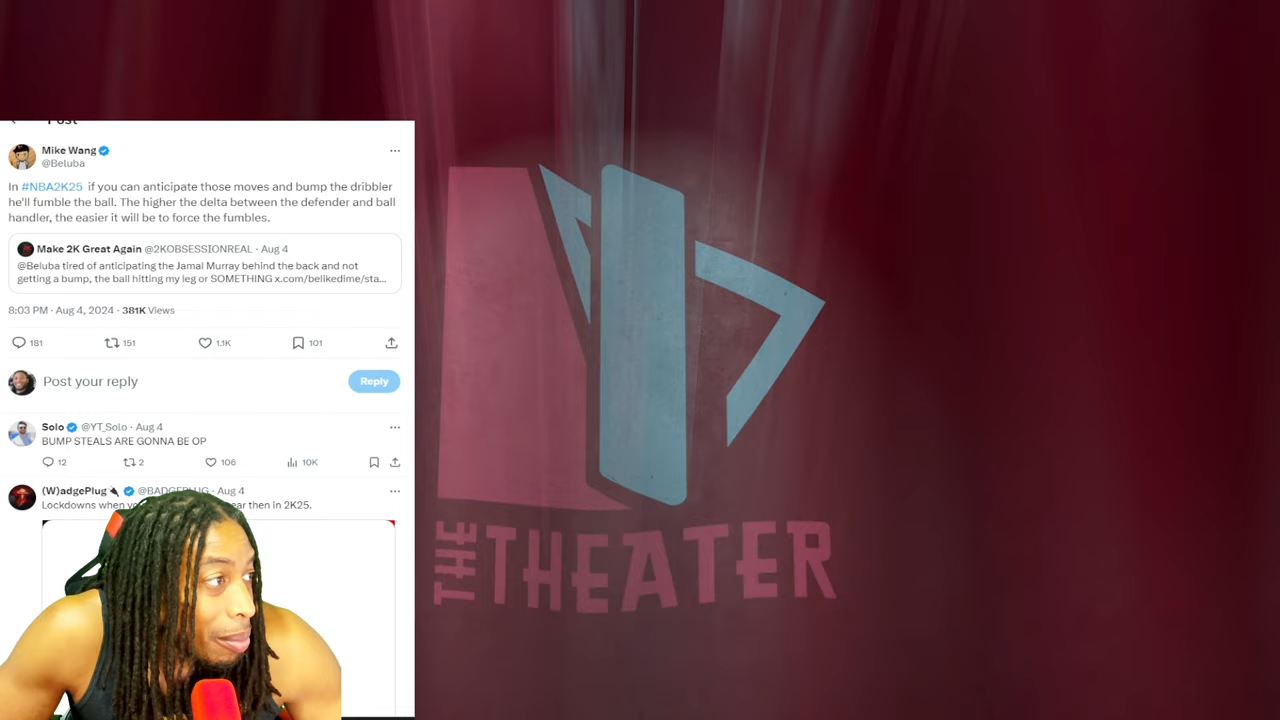 Post
Mike Wang
@Beluba
In #NBA2K25 if you can anticipate those moves and bump the dribbler
he'll fumble the ball. The higher the delta between the defender and ball
handler, the easier it will be to force the fumbles.
Make 2K Great Again @2KOBSESSIONREAL · Aug 4
@Beluba tired of anticipating the Jamal Murray behind the back and not
getting a bump, the ball hitting my leg or SOMETHING x.com/belikedime/sta...
8:03 PM · Aug 4, 2024 · 381K Views
181 151 1.1K 101
Post your reply Reply
Solo @YT_Solo · Aug 4
BUMP STEALS ARE GONNA BE OP
12 2 106 10K
(W)adgePlug @BADGEPLUG · Aug 4
Lockdowns when then in 2K25.
THE THEATER